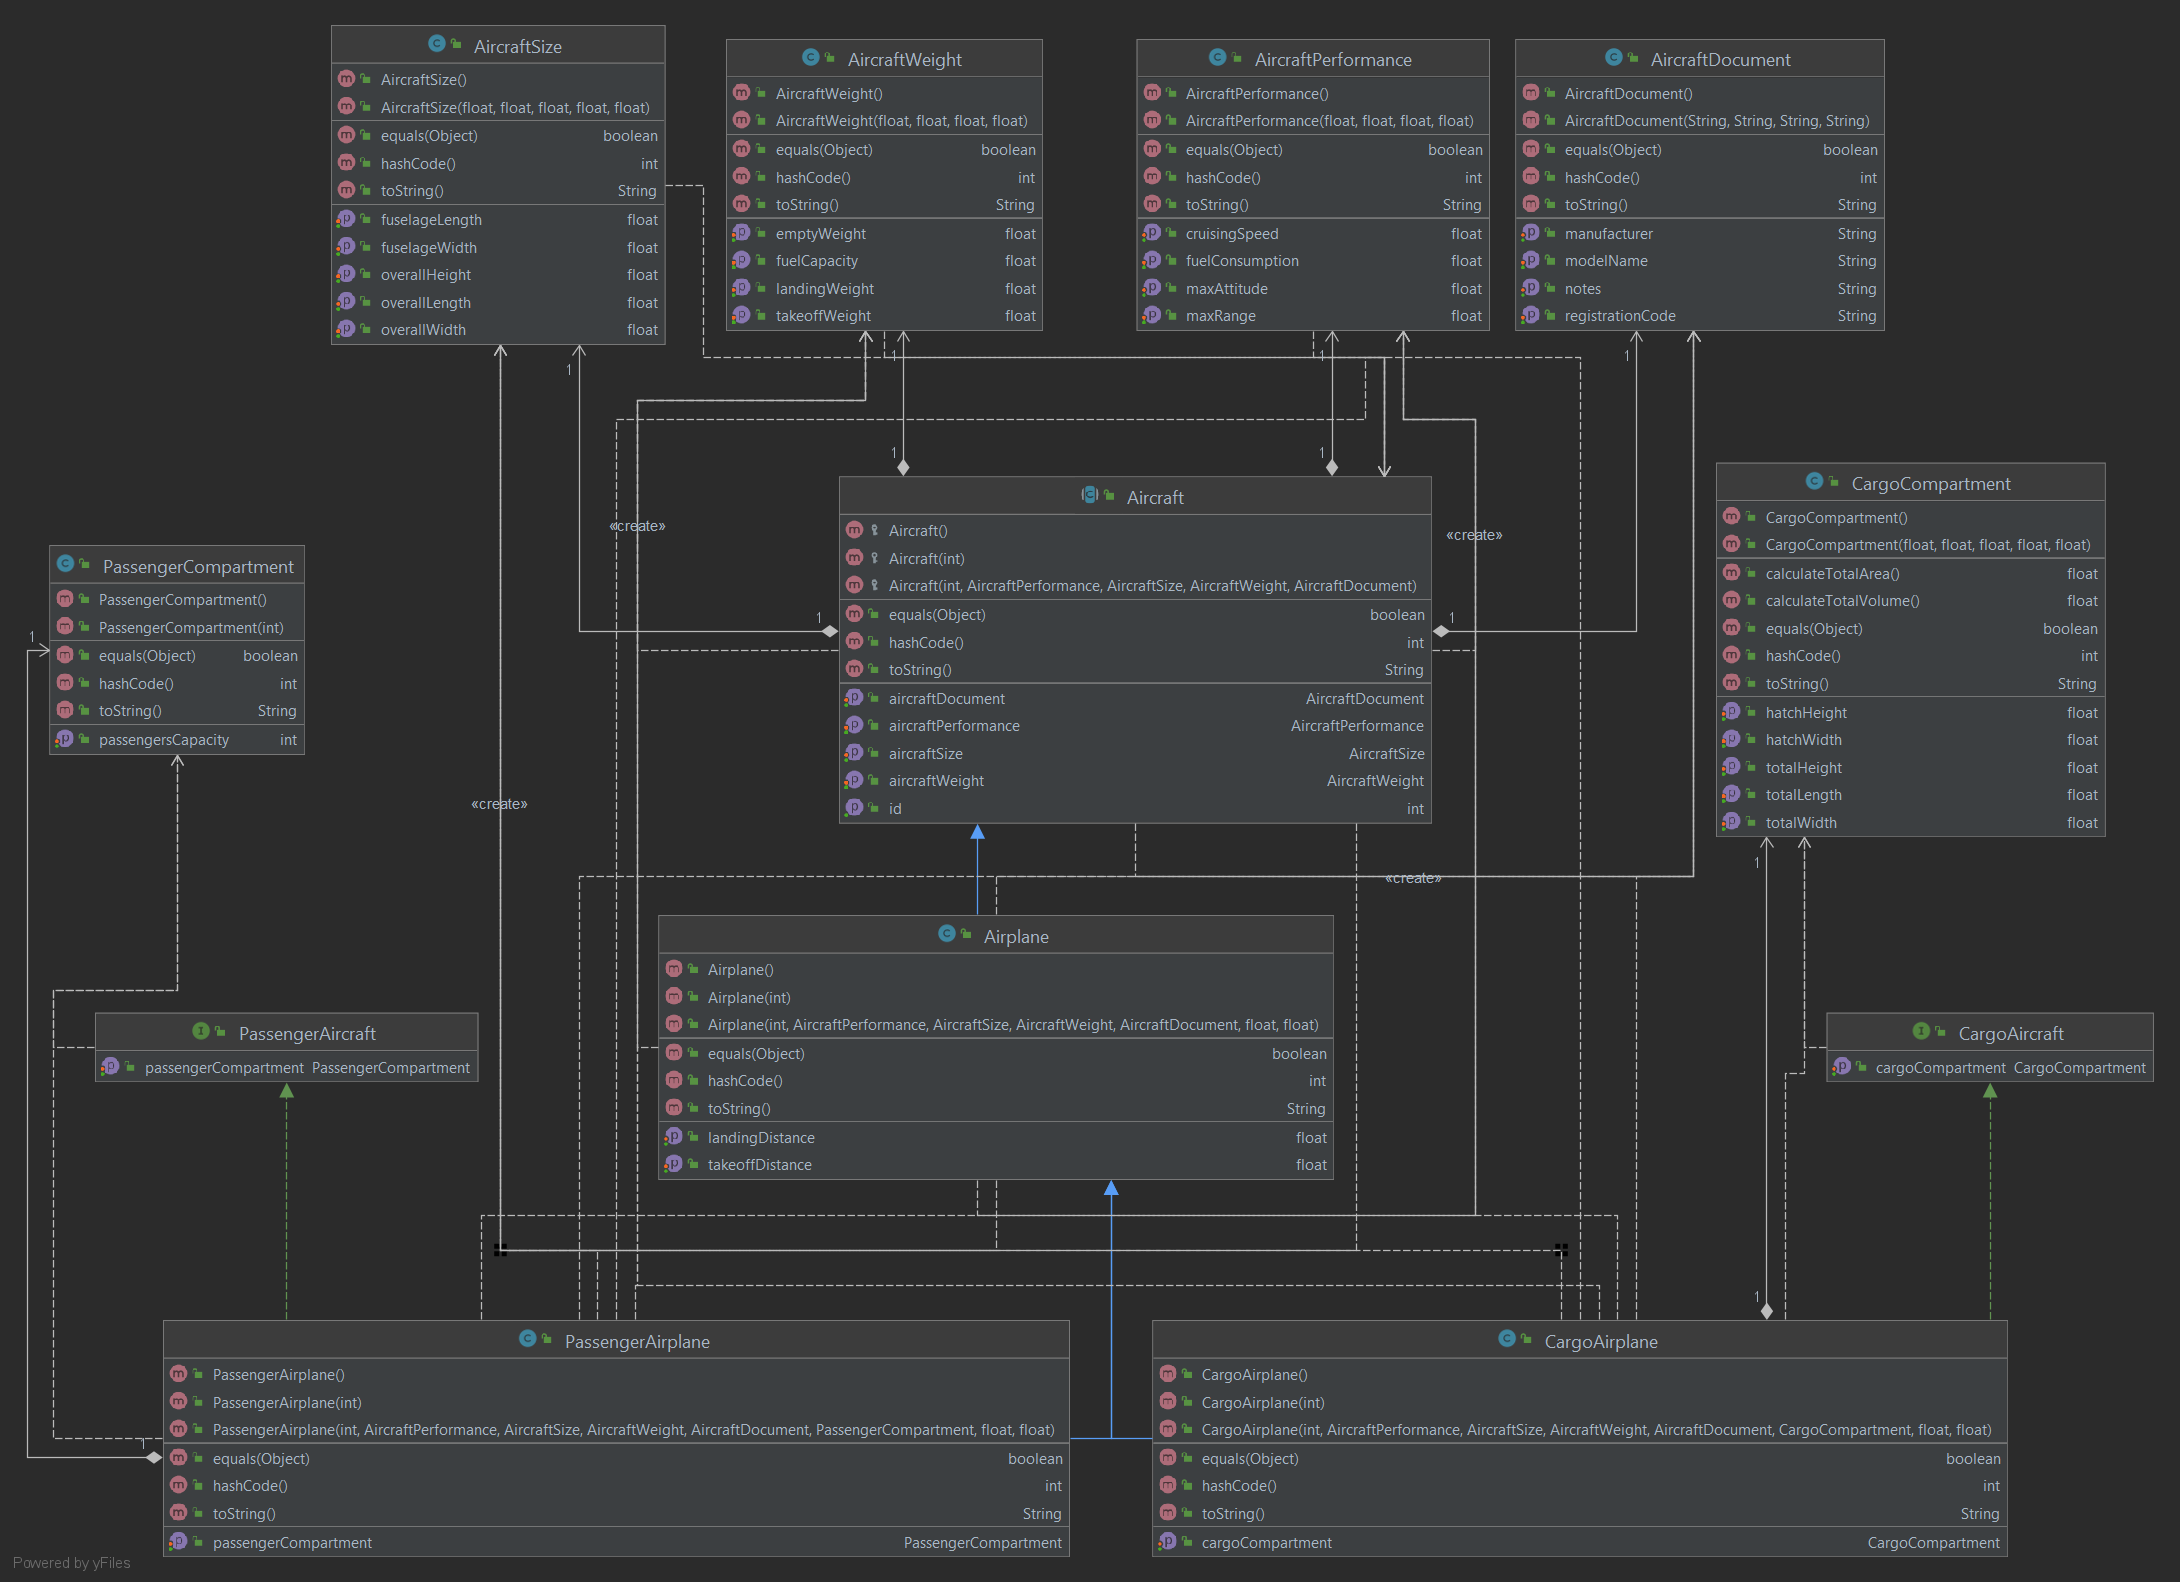 AircraftSize
AircraftSize()
AircraftSize(float, float, float, float, float)
equals(Object) boolean
hashCode() int
toString() String
fuselageLength float
fuselageWidth float
overallHeight float
overallLength float
overallWidth float
AircraftWeight
AircraftWeight()
AircraftWeight(float, float, float, float)
equals(Object) boolean
hashCode() int
toString() String
emptyWeight float
fuelCapacity float
landingWeight float
takeoffWeight float
AircraftPerformance
AircraftPerformance()
AircraftPerformance(float, float, float, float)
equals(Object) boolean
hashCode() int
toString() String
cruisingSpeed float
fuelConsumption float
maxAttitude float
maxRange float
AircraftDocument
AircraftDocument()
AircraftDocument(String, String, String, String)
equals(Object) boolean
hashCode() int
toString() String
manufacturer String
modelName String
notes String
registrationCode String
1
1
1
1
1
1
«create»
«create»
Aircraft
Aircraft()
Aircraft(int)
Aircraft(int, AircraftPerformance, AircraftSize, AircraftWeight, AircraftDocument)
equals(Object) boolean
hashCode() int
toString() String
aircraftDocument AircraftDocument
aircraftPerformance AircraftPerformance
aircraftSize AircraftSize
aircraftWeight AircraftWeight
id int
1
1
CargoCompartment
CargoCompartment()
CargoCompartment(float, float, float, float, float)
calculateTotalArea() float
calculateTotalVolume() float
equals(Object) boolean
hashCode() int
toString() String
hatchHeight float
hatchWidth float
totalHeight float
totalLength float
totalWidth float
1
PassengerCompartment
PassengerCompartment()
PassengerCompartment(int)
equals(Object) boolean
hashCode() int
toString() String
passengersCapacity int
1
«create»
«create»
Airplane
Airplane()
Airplane(int)
Airplane(int, AircraftPerformance, AircraftSize, AircraftWeight, AircraftDocument, float, float)
equals(Object) boolean
hashCode() int
toString() String
landingDistance float
takeoffDistance float
PassengerAircraft
passengerCompartment PassengerCompartment
CargoAircraft
cargoCompartment CargoCompartment
1
PassengerAirplane
PassengerAirplane()
PassengerAirplane(int)
PassengerAirplane(int, AircraftPerformance, AircraftSize, AircraftWeight, AircraftDocument, PassengerCompartment, float, float)
equals(Object) boolean
hashCode() int
toString() String
passengerCompartment PassengerCompartment
1
CargoAirplane
CargoAirplane()
CargoAirplane(int)
CargoAirplane(int, AircraftPerformance, AircraftSize, AircraftWeight, AircraftDocument, CargoCompartment, float, float)
equals(Object) boolean
hashCode() int
toString() String
cargoCompartment CargoCompartment
Powered by yFiles